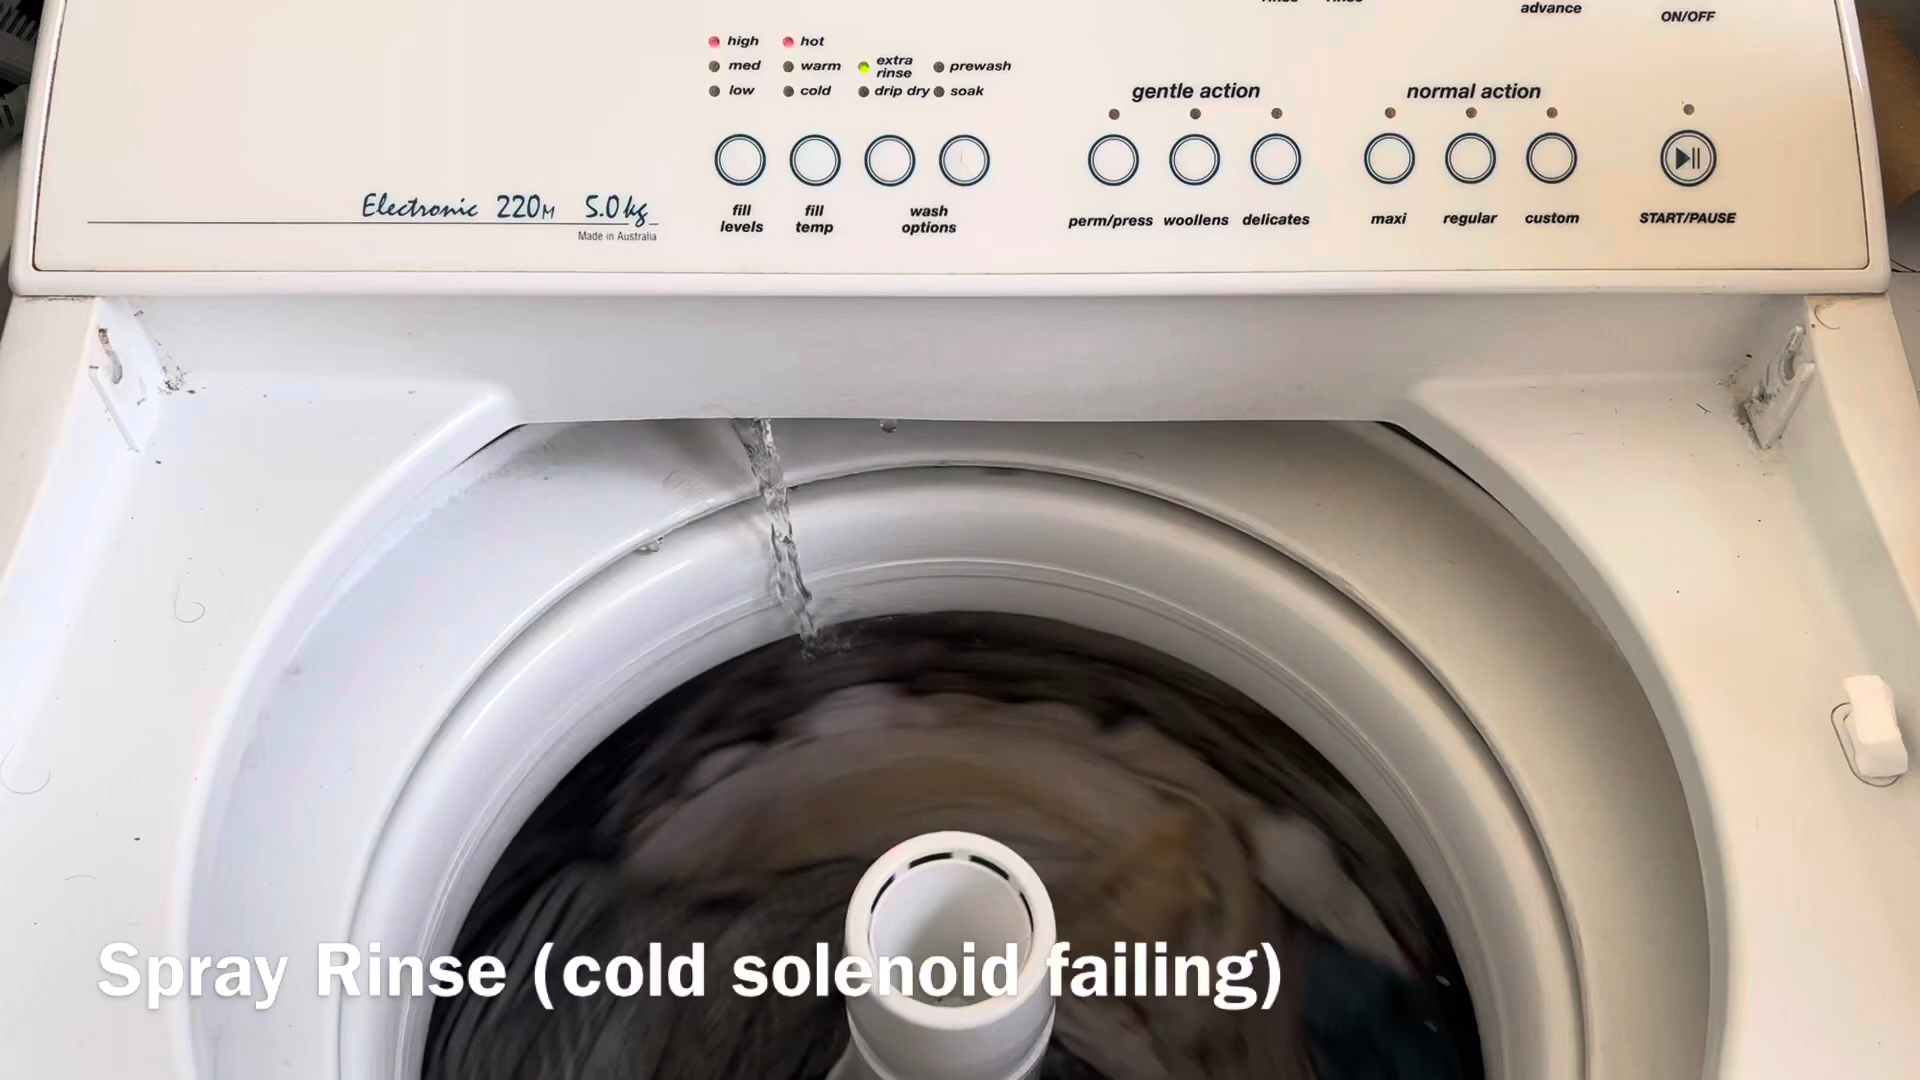 advance
ON/OFF
high hot
med warm extra rinse prewash
low cold drip dry soak
gentle action normal action
Electronic 220M 5.0kg
Made in Australia
fill levels
fill temp
wash options
perm/press woollens delicates
maxi regular custom
START/PAUSE
Spray Rinse (cold solenoid failing)